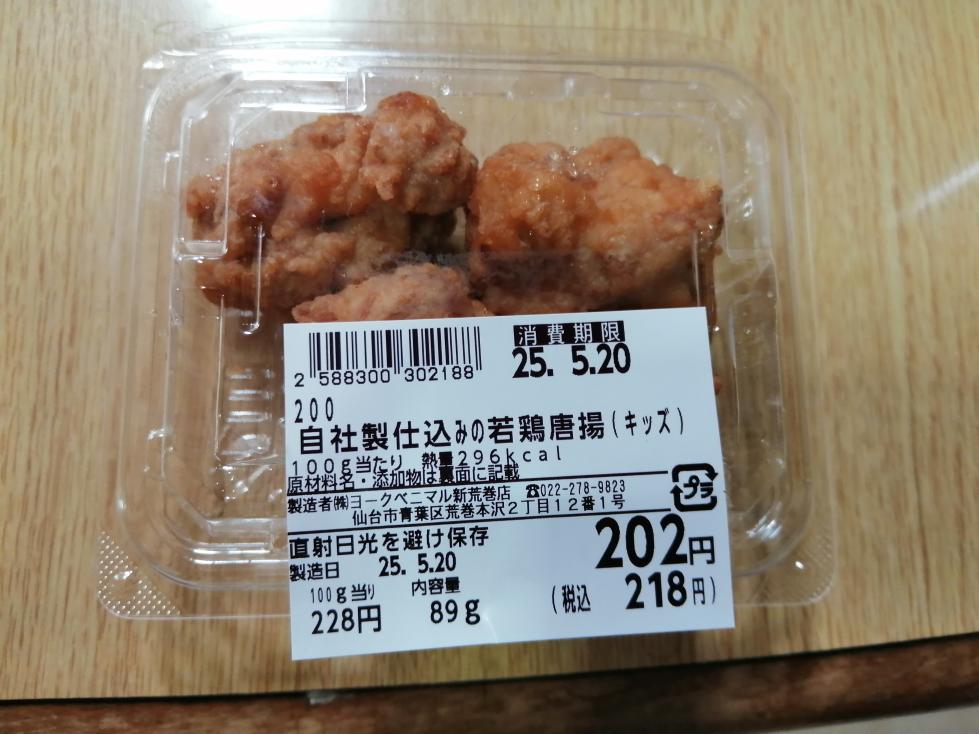 消費期限
25. 5.20
2 588300 302188
200
自社製仕込みの若鶏唐揚(キッズ)
100g当たり 熱量296kcal
原材料名・添加物は裏面に記載
製造者㈱ヨークベニマル新荒巻店 ☎022-278-9823
仙台市青葉区荒巻本沢2丁目12番1号
プラ
直射日光を避け保存
製造日 25. 5.20
202円
100g当り 内容量
228円 89g
(税込 218円)